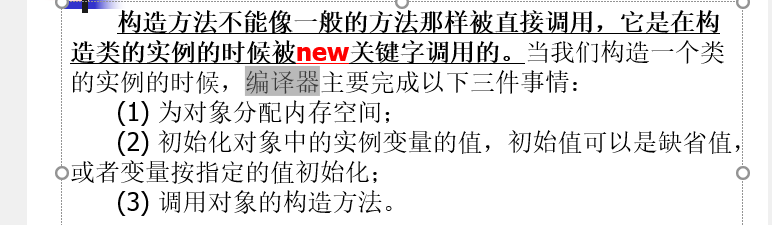 构造方法不能像一般的方法那样被直接调用，它是在构
造类的实例的时候被new关键字调用的。当我们构造一个类
的实例的时候，编译器主要完成以下三件事情：
(1) 为对象分配内存空间；
(2) 初始化对象中的实例变量的值，初始值可以是缺省值，
或者变量按指定的值初始化；
(3) 调用对象的构造方法。